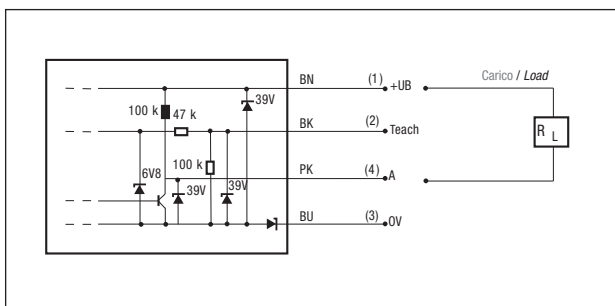 BN (1) +UB Carico / Load
39V
100 k 47 k
BK (2) Teach
R L
100 k
PK (4) A
6V8
39V 39V
BU (3) 0V